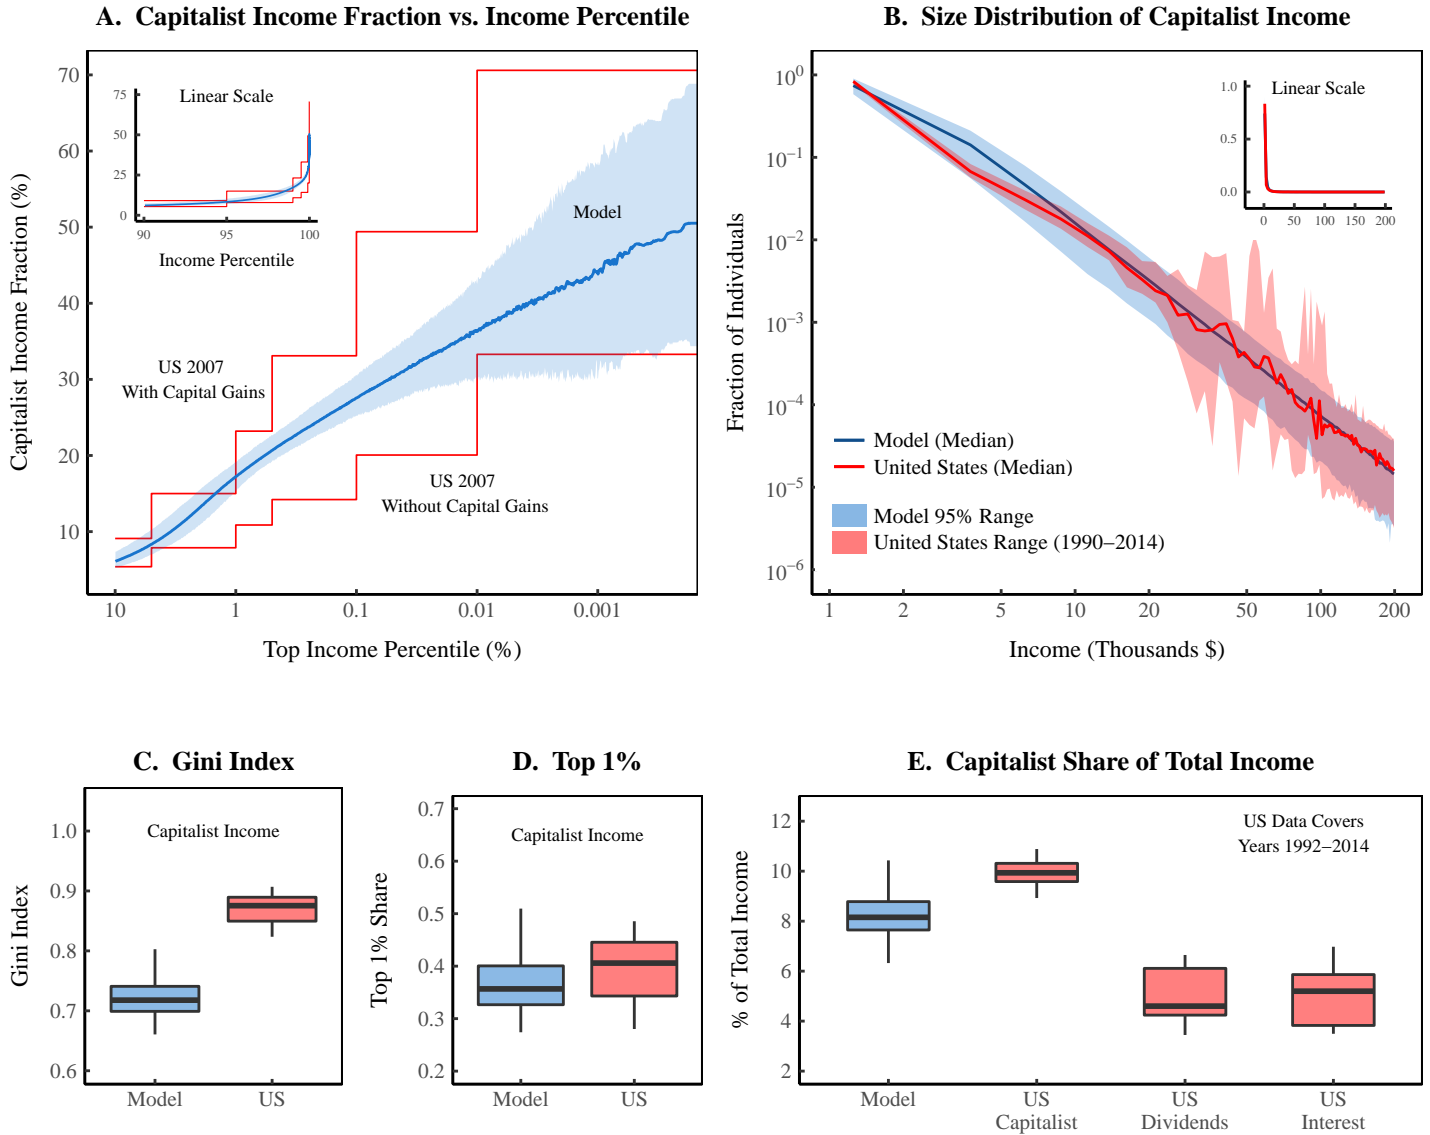 A. Capitalist Income Fraction vs. Income Percentile
Capitalist Income Fraction (%)
70
60
50
40
30
20
10
10
1
0.1
0.01
0.001
Top Income Percentile (%)
Linear Scale
75
50
25
0
90
95
100
Income Percentile
Model
US 2007
With Capital Gains
US 2007
Without Capital Gains
B. Size Distribution of Capitalist Income
Fraction of Individuals
10⁰
10⁻¹
10⁻²
10⁻³
10⁻⁴
10⁻⁵
10⁻⁶
1
2
5
10
20
50
100
200
Income (Thousands $)
Linear Scale
1.0
0.5
0.0
0
50
100
150
200
Model (Median)
United States (Median)
Model 95% Range
United States Range (1990−2014)
C. Gini Index
Gini Index
Capitalist Income
1.0
0.9
0.8
0.7
0.6
Model
US
D. Top 1%
Top 1% Share
Capitalist Income
0.7
0.6
0.5
0.4
0.3
0.2
Model
US
E. Capitalist Share of Total Income
% of Total Income
US Data Covers
Years 1992−2014
12
10
8
6
4
2
Model
US
Capitalist
US
Dividends
US
Interest